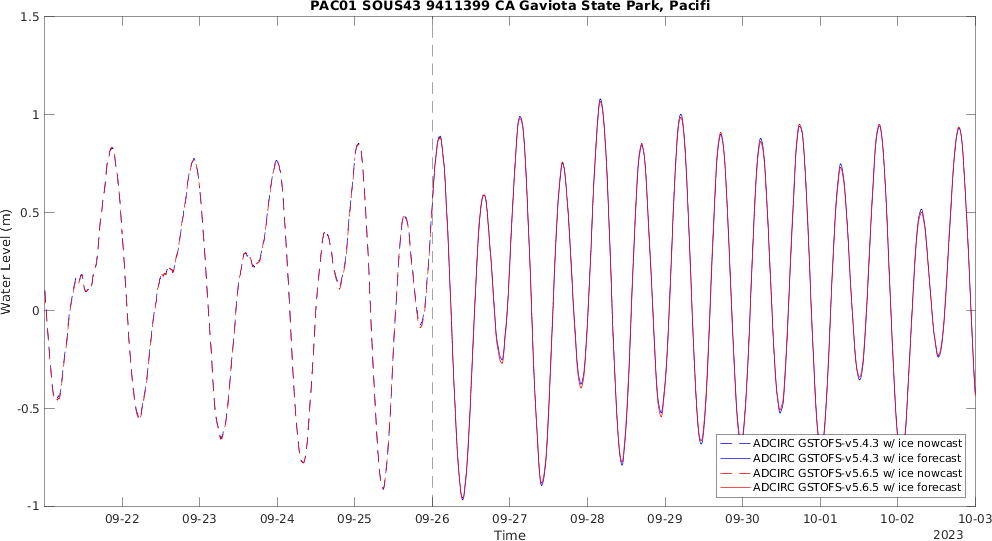 PAC01 SOUS43 9411399 CA Gaviota State Park, Pacifi
1.5
1
0.5
0
-0.5
-1
Water Level (m)
ADCIRC GSTOFS-v5.4.3 w/ ice nowcast
ADCIRC GSTOFS-v5.4.3 w/ ice forecast
ADCIRC GSTOFS-v5.6.5 w/ ice nowcast
ADCIRC GSTOFS-v5.6.5 w/ ice forecast
09-22 09-23 09-24 09-25 09-26 09-27 09-28 09-29 09-30 10-01 10-02 10-03
Time
2023